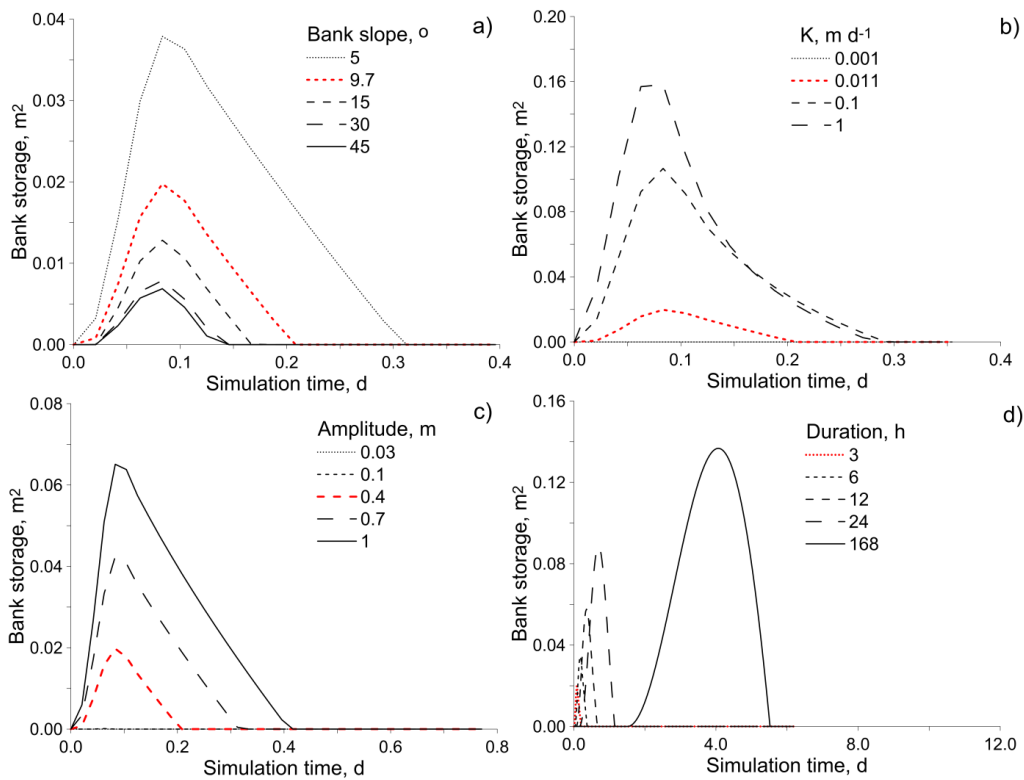 a)
Bank slope, º
5
9.7
15
30
45
0.04
0.03
0.02
0.01
0.00
Bank storage, m2
0.0 0.1 0.2 0.3 0.4
Simulation time, d
b)
K, m d-1
0.001
0.011
0.1
1
0.20
0.16
0.12
0.08
0.04
0.00
Bank storage, m2
0.0 0.1 0.2 0.3 0.4
Simulation time, d
c)
Amplitude, m
0.03
0.1
0.4
0.7
1
0.08
0.06
0.04
0.02
0.00
Bank storage, m2
0.0 0.2 0.4 0.6 0.8
Simulation time, d
d)
Duration, h
3
6
12
24
168
0.16
0.12
0.08
0.04
0.00
Bank storage, m2
0.0 4.0 8.0 12.0
Simulation time, d